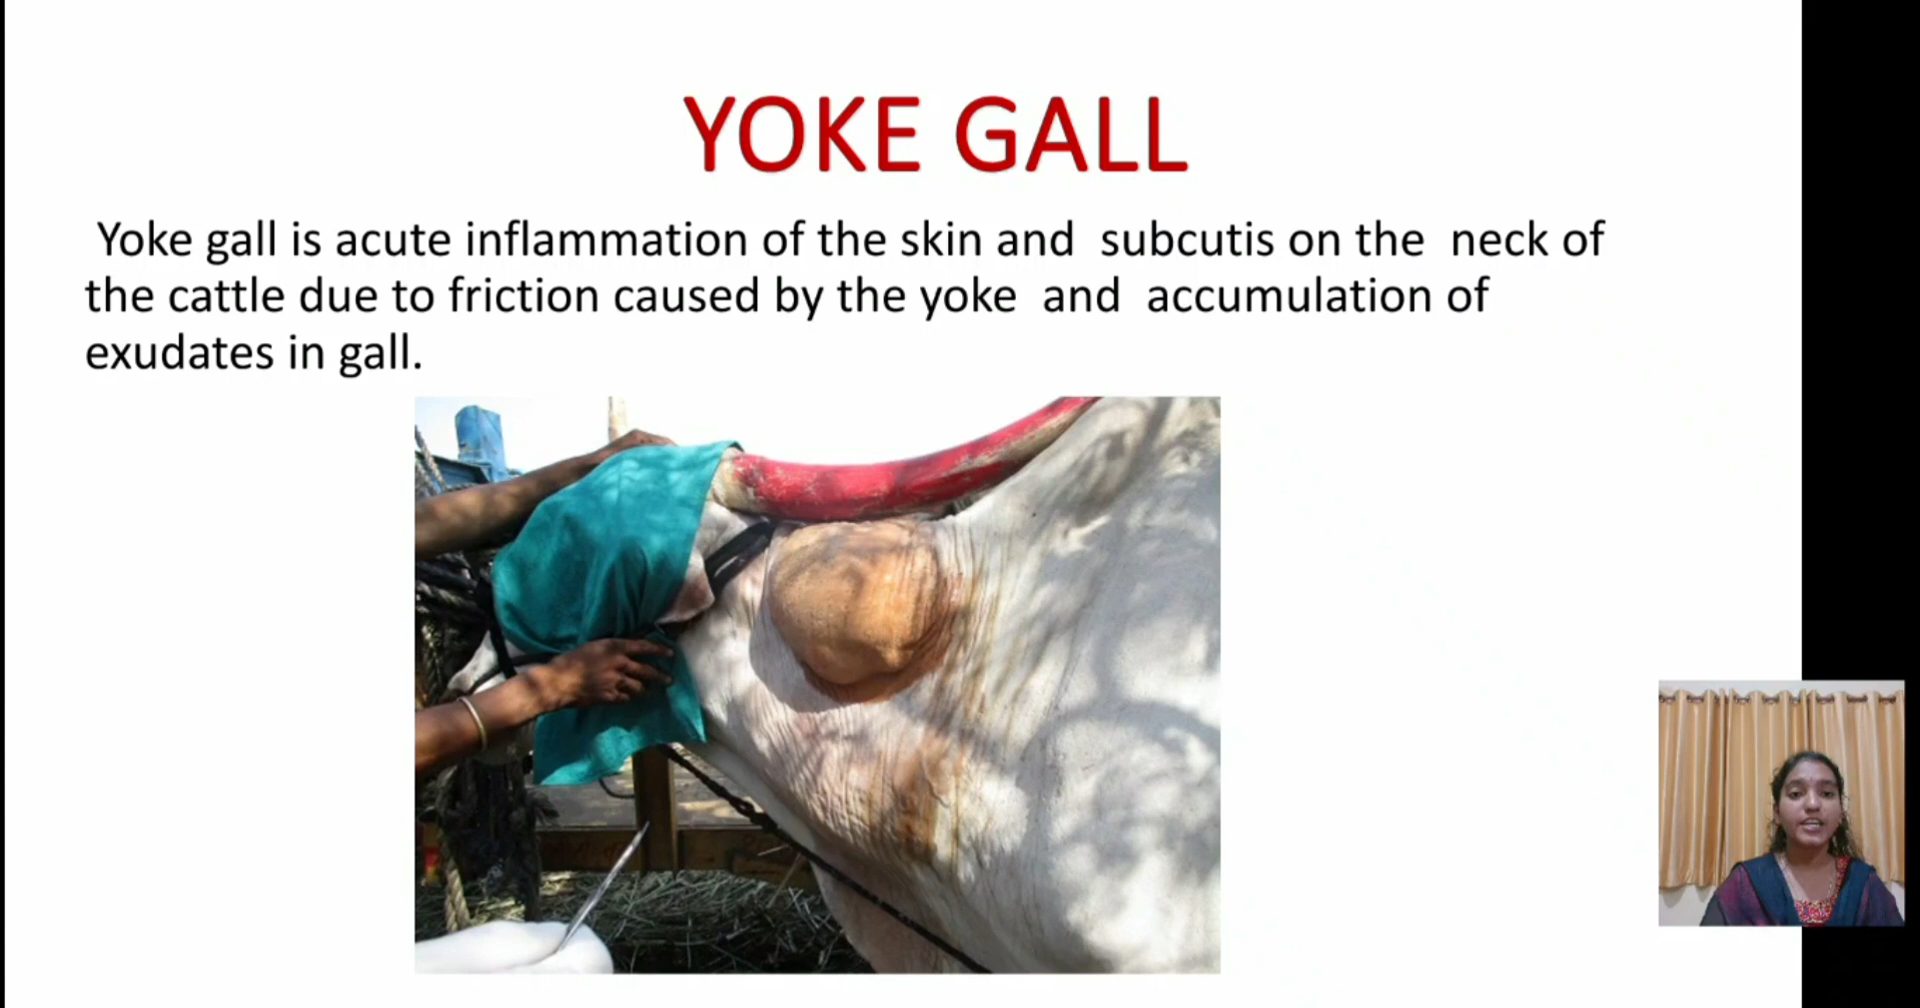 YOKE GALL
Yoke gall is acute inflammation of the skin and subcutis on the neck of
the cattle due to friction caused by the yoke and accumulation of
exudates in gall.